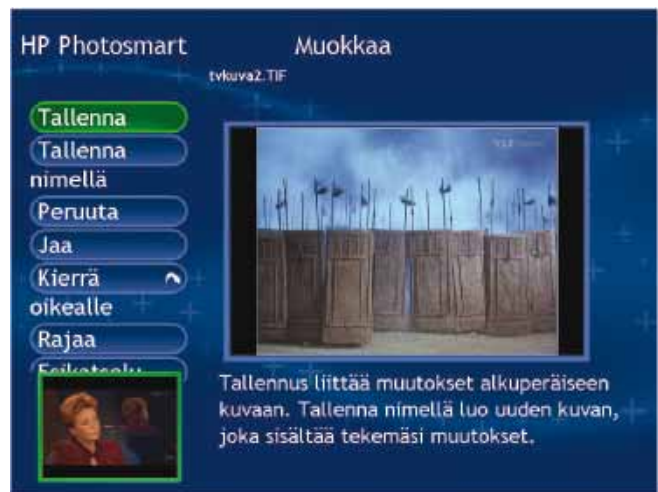 HP Photosmart
Muokkaa
tvkuva2.TIF
Tallenna
Tallenna
nimellä
Peruuta
Jaa
Kierrä
oikealle
Rajaa
Tallennus liittää muutokset alkuperäiseen
kuvaan. Tallenna nimellä luo uuden kuvan,
joka sisältää tekemäsi muutokset.